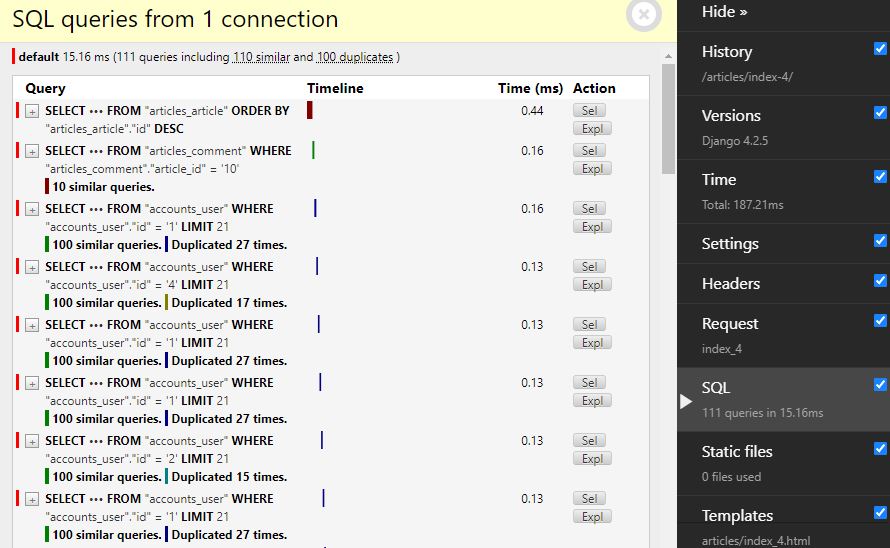 SQL queries from 1 connection
default 15.16 ms (111 queries including 110 similar and 100 duplicates )
Query Timeline Time (ms) Action
+ SELECT ••• FROM "articles_article" ORDER BY 0.44 Sel
"articles_article"."id" DESC Expl
+ SELECT ••• FROM "articles_comment" WHERE 0.16 Sel
"articles_comment"."article_id" = '10' Expl
10 similar queries.
+ SELECT ••• FROM "accounts_user" WHERE 0.16 Sel
"accounts_user"."id" = '1' LIMIT 21 Expl
100 similar queries. Duplicated 27 times.
+ SELECT ••• FROM "accounts_user" WHERE 0.13 Sel
"accounts_user"."id" = '4' LIMIT 21 Expl
100 similar queries. Duplicated 17 times.
+ SELECT ••• FROM "accounts_user" WHERE 0.13 Sel
"accounts_user"."id" = '1' LIMIT 21 Expl
100 similar queries. Duplicated 27 times.
+ SELECT ••• FROM "accounts_user" WHERE 0.13 Sel
"accounts_user"."id" = '1' LIMIT 21 Expl
100 similar queries. Duplicated 27 times.
+ SELECT ••• FROM "accounts_user" WHERE 0.13 Sel
"accounts_user"."id" = '2' LIMIT 21 Expl
100 similar queries. Duplicated 15 times.
+ SELECT ••• FROM "accounts_user" WHERE 0.13 Sel
"accounts_user"."id" = '1' LIMIT 21 Expl
100 similar queries. Duplicated 27 times.
Hide »
History
/articles/index-4/
Versions
Django 4.2.5
Time
Total: 187.21ms
Settings
Headers
Request
index_4
SQL
111 queries in 15.16ms
Static files
0 files used
Templates
articles/index_4.html